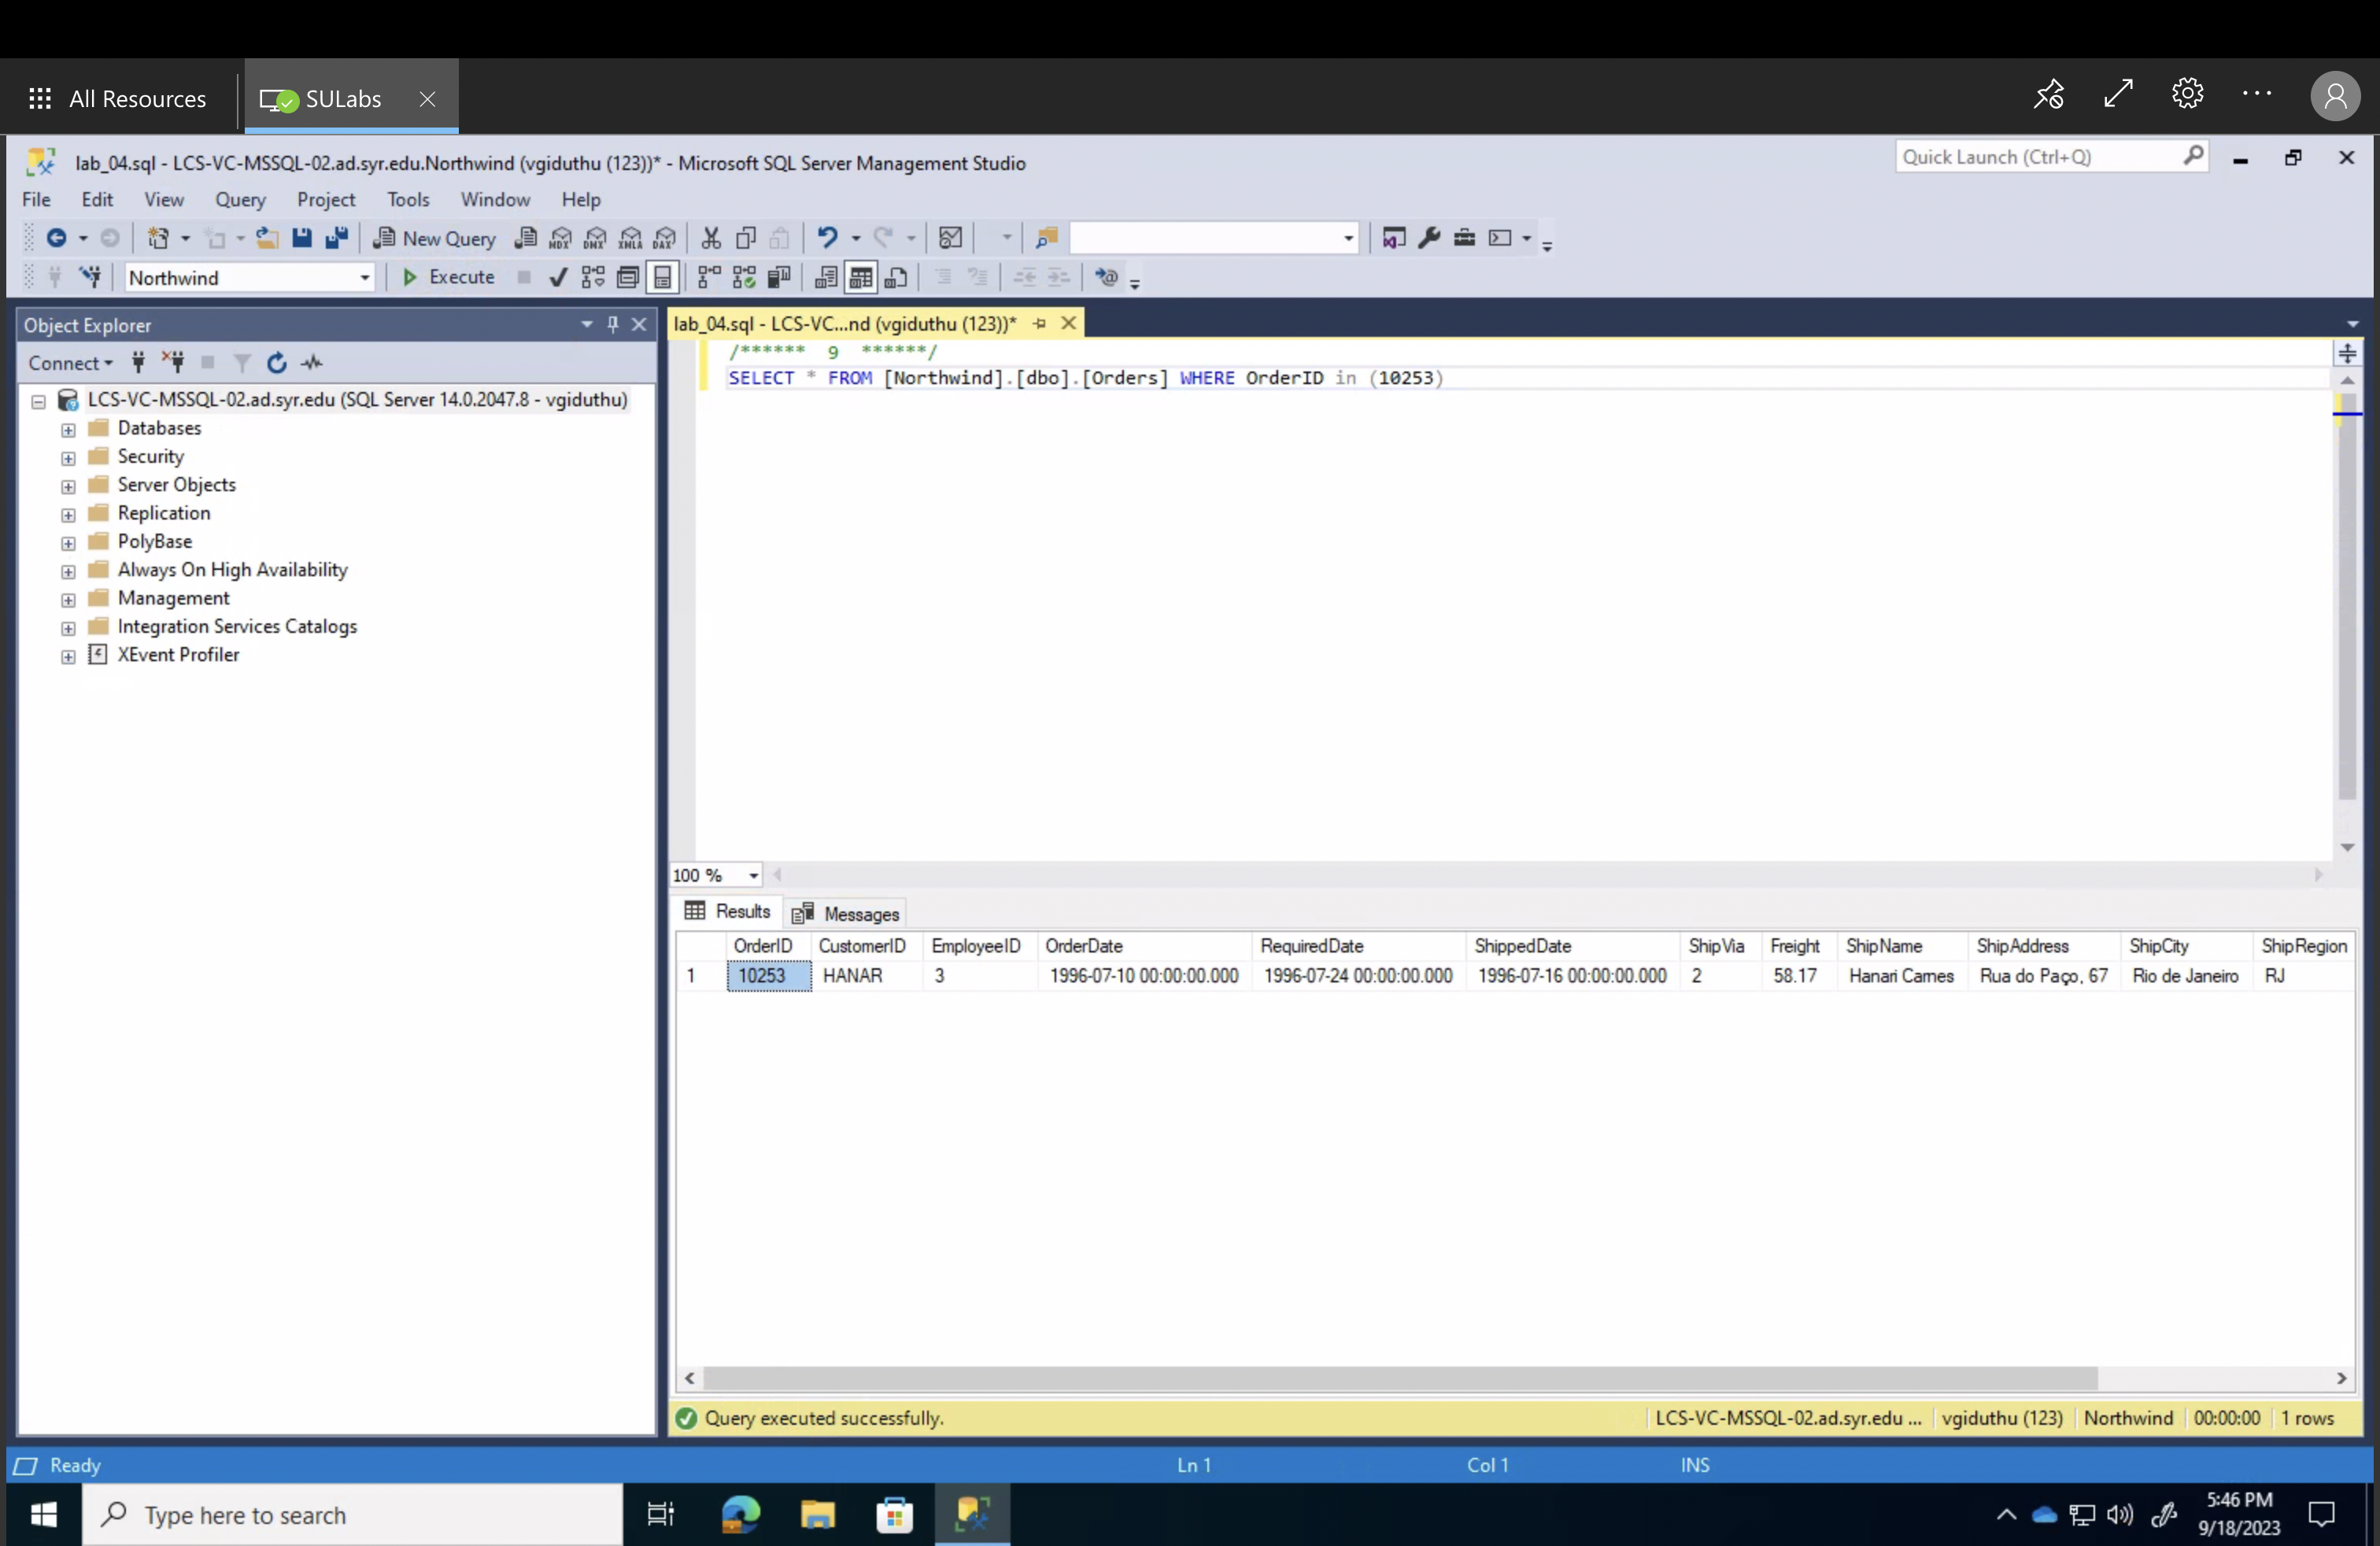 All Resources
SULabs
lab_04.sql - LCS-VC-MSSQL-02.ad.syr.edu.Northwind (vgiduthu (123))* - Microsoft SQL Server Management Studio
Quick Launch (Ctrl+Q)
File Edit View Query Project Tools Window Help
New Query MDX DMX XMLA DAX
Northwind Execute
Object Explorer
Connect
LCS-VC-MSSQL-02.ad.syr.edu (SQL Server 14.0.2047.8 - vgiduthu)
Databases
Security
Server Objects
Replication
PolyBase
Always On High Availability
Management
Integration Services Catalogs
XEvent Profiler
lab_04.sql - LCS-VC...nd (vgiduthu (123))*
/****** 9 ******/
SELECT * FROM [Northwind].[dbo].[Orders] WHERE OrderID in (10253)
100 %
Results Messages
OrderID CustomerID EmployeeID OrderDate RequiredDate ShippedDate ShipVia Freight ShipName ShipAddress ShipCity ShipRegion
1 10253 HANAR 3 1996-07-10 00:00:00.000 1996-07-24 00:00:00.000 1996-07-16 00:00:00.000 2 58.17 Hanari Carnes Rua do Paço, 67 Rio de Janeiro RJ
Query executed successfully. LCS-VC-MSSQL-02.ad.syr.edu ... vgiduthu (123) Northwind 00:00:00 1 rows
Ready Ln 1 Col 1 INS
Type here to search
5:46 PM
9/18/2023